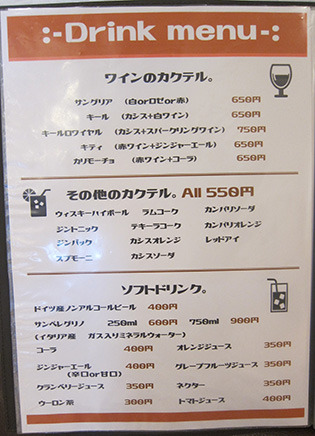 :-Drink menu-:
ワインのカクテル。
サングリア (白orロゼor赤) 650円
キール (カシス+白ワイン) 650円
キールロワイヤル (カシス+スパークリングワイン) 750円
キティ (赤ワイン+ジンジャーエール) 650円
カリモーチョ (赤ワイン+コーラ) 650円
その他のカクテル。All 550円
ウィスキーハイボール ラムコーク カンパリソーダ
ジントニック テキーラコーク カンパリオレンジ
ジンバック カシスオレンジ レッドアイ
スプモーニ カシスソーダ
ソフトドリンク。
ドイツ産ノンアルコールビール 400円
サンペレグリノ 250ml 600円 750ml 900円
(イタリア産 ガス入りミネラルウォーター)
コーラ 400円 オレンジジュース 350円
ジンジャーエール 400円 グレープフルーツジュース 350円
(辛口or甘口)
クランベリージュース 350円 ネクター 350円
ウーロン茶 300円 トマトジュース 400円